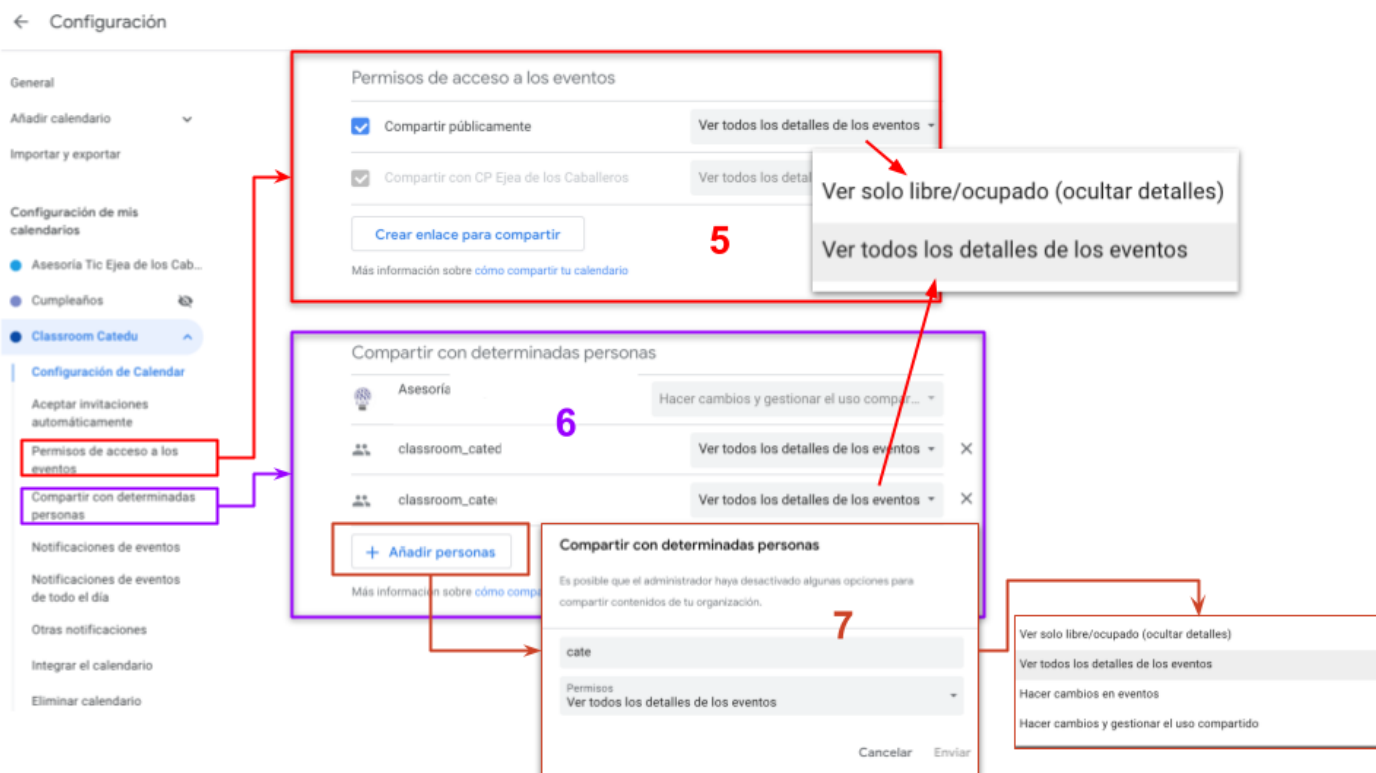 Configuración
General
Añadir calendario
Importar y exportar
Configuración de mis
calendarios
Asesoría Tic Ejea de los Cab...
Cumpleaños
Classroom Catedu
Configuración de Calendar
Aceptar invitaciones
automáticamente
Permisos de acceso a los
eventos
Compartir con determinadas
personas
Notificaciones de eventos
Notificaciones de eventos
de todo el día
Otras notificaciones
Integrar el calendario
Eliminar calendario
Permisos de acceso a los eventos
Compartir públicamente
Ver todos los detalles de los eventos
Compartir con CP Ejea de los Caballeros
Ver todos los detal
Crear enlace para compartir
5
Más información sobre cómo compartir tu calendario
Ver solo libre/ocupado (ocultar detalles)
Ver todos los detalles de los eventos
Compartir con determinadas personas
Asesoría
Hacer cambios y gestionar el uso compar...
6
classroom_cated
Ver todos los detalles de los eventos
classroom_cate
Ver todos los detalles de los eventos
Añadir personas
Más información sobre cómo compa
Compartir con determinadas personas
Es posible que el administrador haya desactivado algunas opciones para
compartir contenidos de tu organización.
7
cate
Permisos
Ver todos los detalles de los eventos
Cancelar Enviar
Ver solo libre/ocupado (ocultar detalles)
Ver todos los detalles de los eventos
Hacer cambios en eventos
Hacer cambios y gestionar el uso compartido